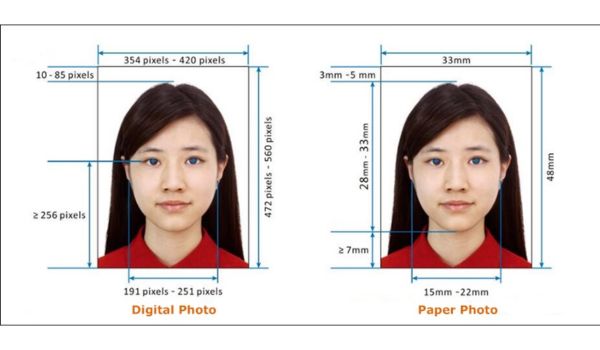 354 pixels - 420 pixels
10 - 85 pixels
472 pixels - 560 pixels
≥ 256 pixels
191 pixels - 251 pixels
Digital Photo
33mm
3mm -5 mm
28mm - 33mm
48mm
≥ 7mm
15mm -22mm
Paper Photo